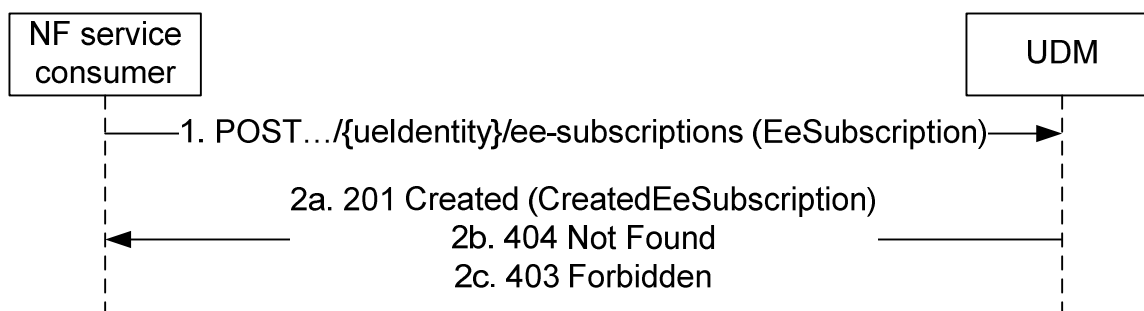 NF service
consumer
UDM
1. POST…/{ueIdentity}/ee-subscriptions (EeSubscription)
2a. 201 Created (CreatedEeSubscription)
2b. 404 Not Found
2c. 403 Forbidden